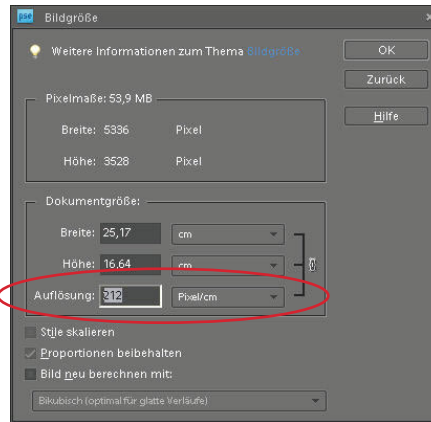 pse Bildgröße
Weitere Informationen zum Thema Bildgröße
OK
Zurück
Hilfe
Pixelmaße: 53,9 MB
Breite: 5336 Pixel
Höhe: 3528 Pixel
Dokumentgröße:
Breite: 25,17 cm
Höhe: 16,64 cm
Auflösung: 212 Pixel/cm
Stile skalieren
Proportionen beibehalten
Bild neu berechnen mit:
Bikubisch (optimal für glatte Verläufe)